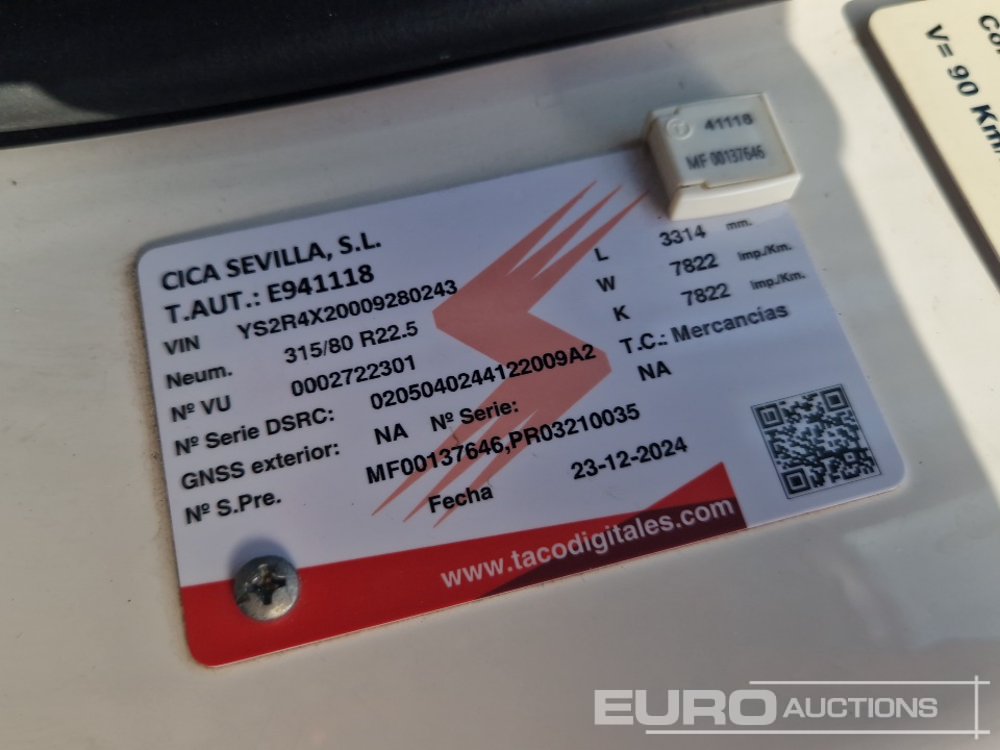 CICA SEVILLA, S.L.
T.AUT.: E941118
VIN YS2R4X20009280243
Neum. 315/80 R22.5
Nº VU 0002722301
Nº Serie DSRC: 0205040244122009A2
GNSS exterior: NA Nº Serie: NA
Nº S.Pre. MF00137646,PR03210035
Fecha 23-12-2024
L 3314 mm.
W 7822 Imp./Km.
K 7822 Imp./Km.
T.C.: Mercancías
www.tacodigitales.com
41118
MF 00137646
V= 90 Km/
EURO AUCTIONS